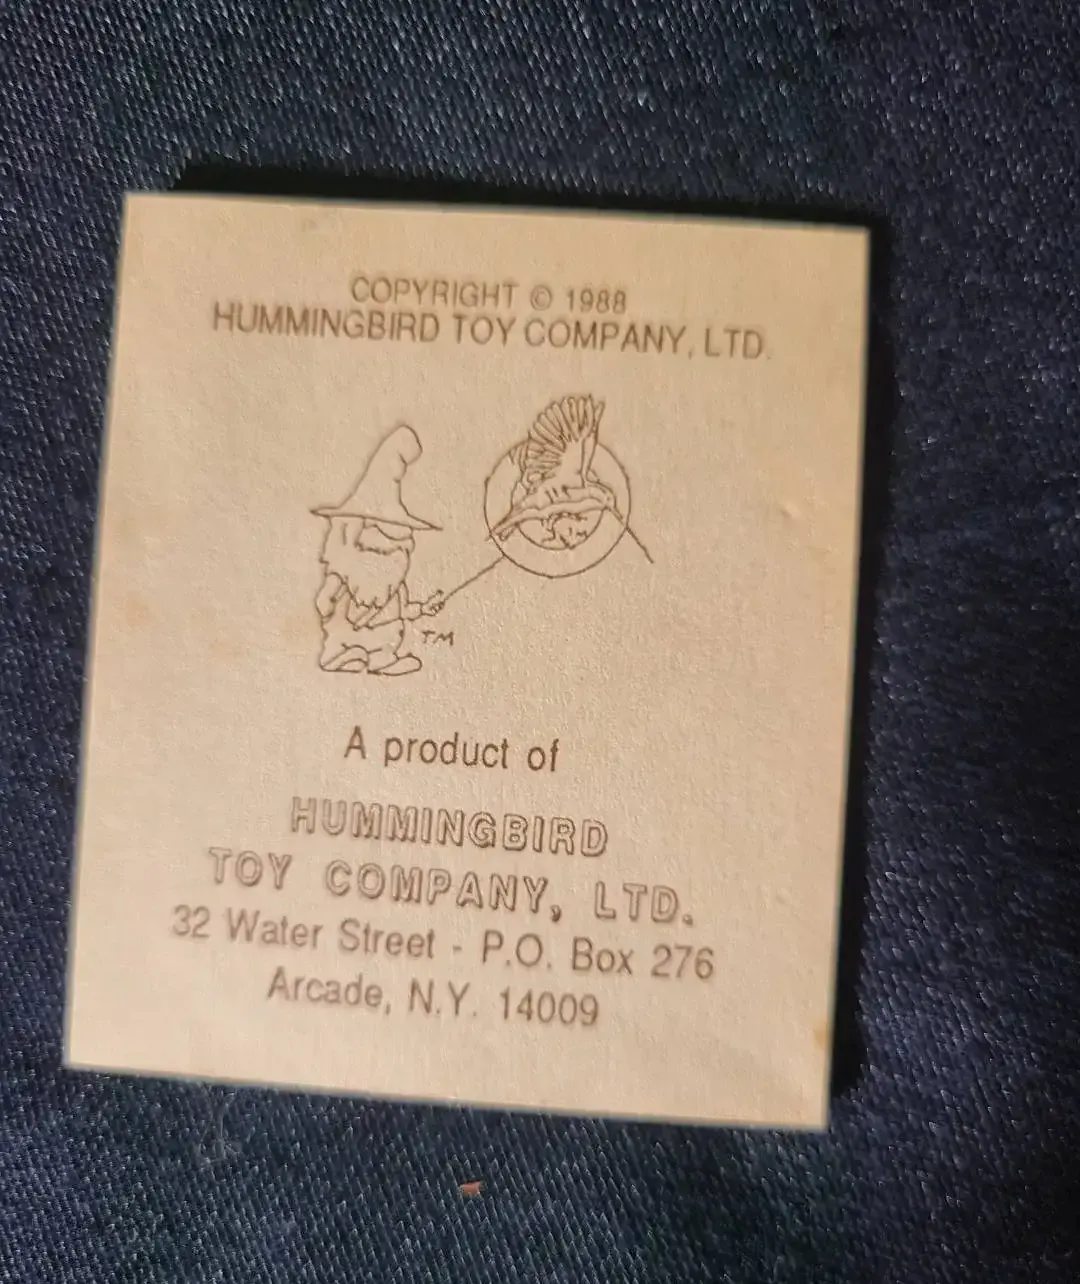 COPYRIGHT © 1988
HUMMINGBIRD TOY COMPANY, LTD.
TM
A product of
HUMMINGBIRD
TOY COMPANY, LTD.
32 Water Street - P.O. Box 276
Arcade, N.Y. 14009